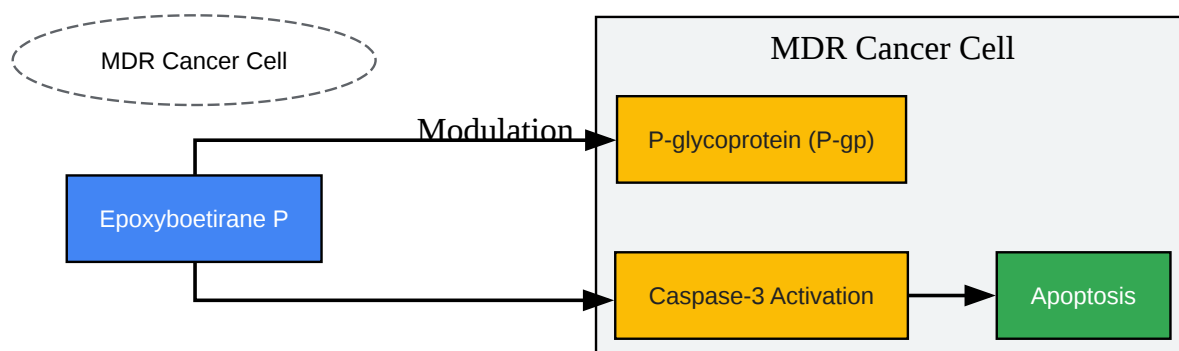 MDR Cancer Cell
MDR Cancer Cell
Modulation
P-glycoprotein (P-gp)
Epoxyboetirane P
Caspase-3 Activation
Apoptosis